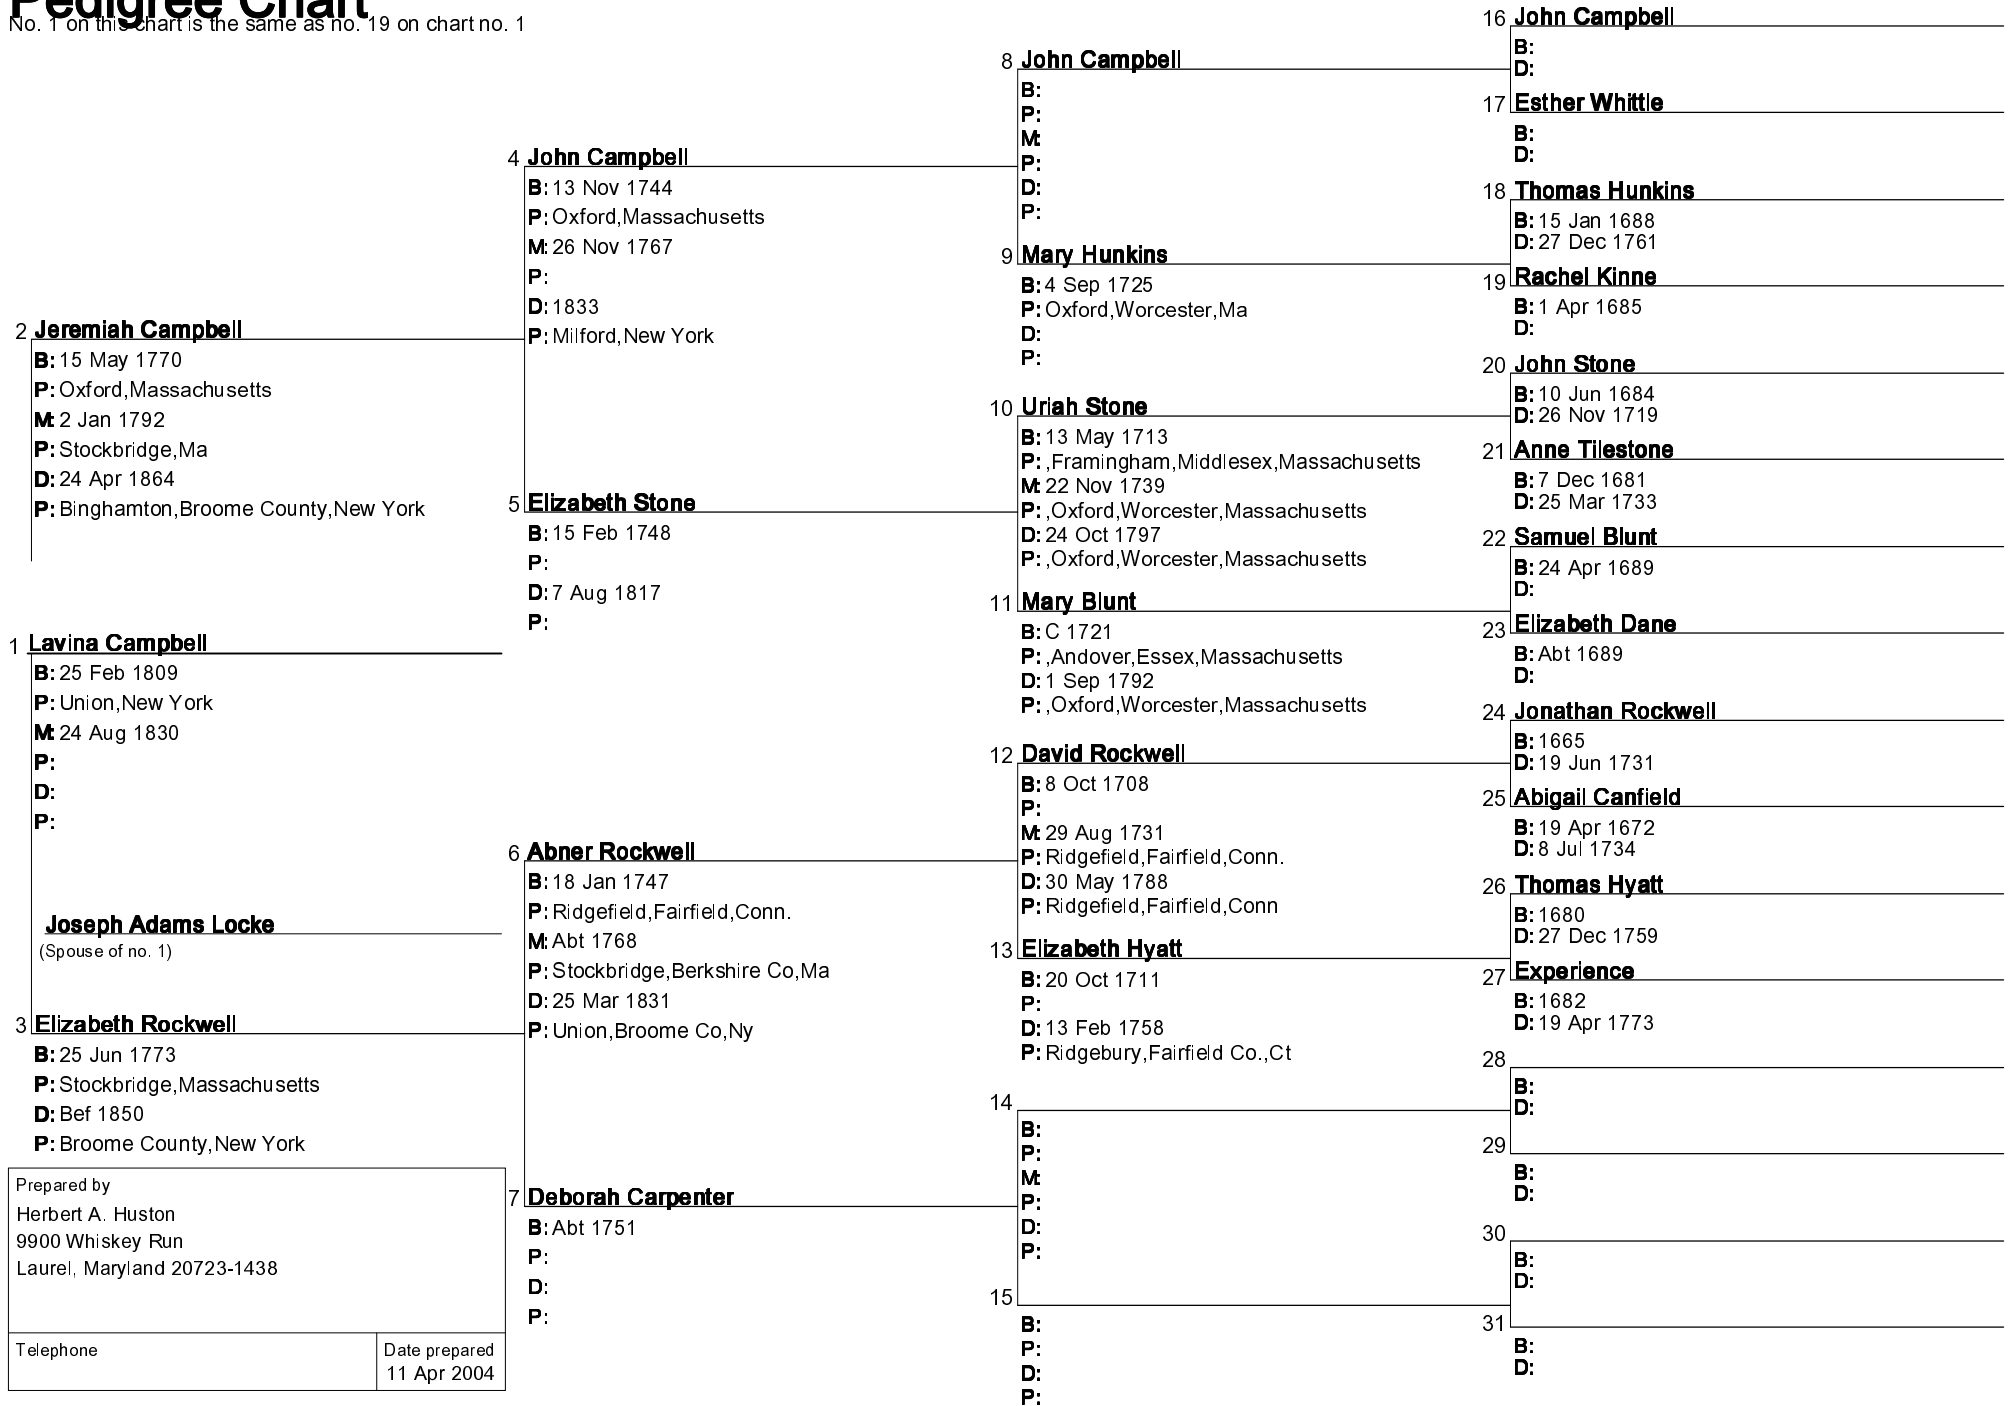 Pedigree Chart
No. 1 on this chart is the same as no. 19 on chart no. 1
1 Lavina Campbell
B: 25 Feb 1809
P: Union,New York
M: 24 Aug 1830
P:
D:
P:
Joseph Adams Locke
(Spouse of no. 1)
2 Jeremiah Campbell
B: 15 May 1770
P: Oxford,Massachusetts
M: 2 Jan 1792
P: Stockbridge,Ma
D: 24 Apr 1864
P: Binghamton,Broome County,New York
3 Elizabeth Rockwell
B: 25 Jun 1773
P: Stockbridge,Massachusetts
D: Bef 1850
P: Broome County,New York
4 John Campbell
B: 13 Nov 1744
P: Oxford,Massachusetts
M: 26 Nov 1767
P:
D: 1833
P: Milford,New York
5 Elizabeth Stone
B: 15 Feb 1748
P:
D: 7 Aug 1817
P:
6 Abner Rockwell
B: 18 Jan 1747
P: Ridgefield,Fairfield,Conn.
M: Abt 1768
P: Stockbridge,Berkshire Co,Ma
D: 25 Mar 1831
P: Union,Broome Co,Ny
7 Deborah Carpenter
B: Abt 1751
P:
D:
P:
8 John Campbell
B:
P:
M:
P:
D:
P:
9 Mary Hunkins
B: 4 Sep 1725
P: Oxford,Worcester,Ma
D:
P:
10 Uriah Stone
B: 13 May 1713
P: ,Framingham,Middlesex,Massachusetts
M: 22 Nov 1739
P: ,Oxford,Worcester,Massachusetts
D: 24 Oct 1797
P: ,Oxford,Worcester,Massachusetts
11 Mary Blunt
B: C 1721
P: ,Andover,Essex,Massachusetts
D: 1 Sep 1792
P: ,Oxford,Worcester,Massachusetts
12 David Rockwell
B: 8 Oct 1708
P:
M: 29 Aug 1731
P: Ridgefield,Fairfield,Conn.
D: 30 May 1788
P: Ridgefield,Fairfield,Conn
13 Elizabeth Hyatt
B: 20 Oct 1711
P:
D: 13 Feb 1758
P: Ridgebury,Fairfield Co.,Ct
14
B:
P:
M:
P:
D:
P:
15
B:
P:
D:
P:
16 John Campbell
B:
D:
17 Esther Whittle
B:
D:
18 Thomas Hunkins
B: 15 Jan 1688
D: 27 Dec 1761
19 Rachel Kinne
B: 1 Apr 1685
D:
20 John Stone
B: 10 Jun 1684
D: 26 Nov 1719
21 Anne Tilestone
B: 7 Dec 1681
D: 25 Mar 1733
22 Samuel Blunt
B: 24 Apr 1689
D:
23 Elizabeth Dane
B: Abt 1689
D:
24 Jonathan Rockwell
B: 1665
D: 19 Jun 1731
25 Abigail Canfield
B: 19 Apr 1672
D: 8 Jul 1734
26 Thomas Hyatt
B: 1680
D: 27 Dec 1759
27 Experience
B: 1682
D: 19 Apr 1773
28
B:
D:
29
B:
D:
30
B:
D:
31
B:
D:
Prepared by
Herbert A. Huston
9900 Whiskey Run
Laurel, Maryland 20723-1438
Telephone
Date prepared
11 Apr 2004